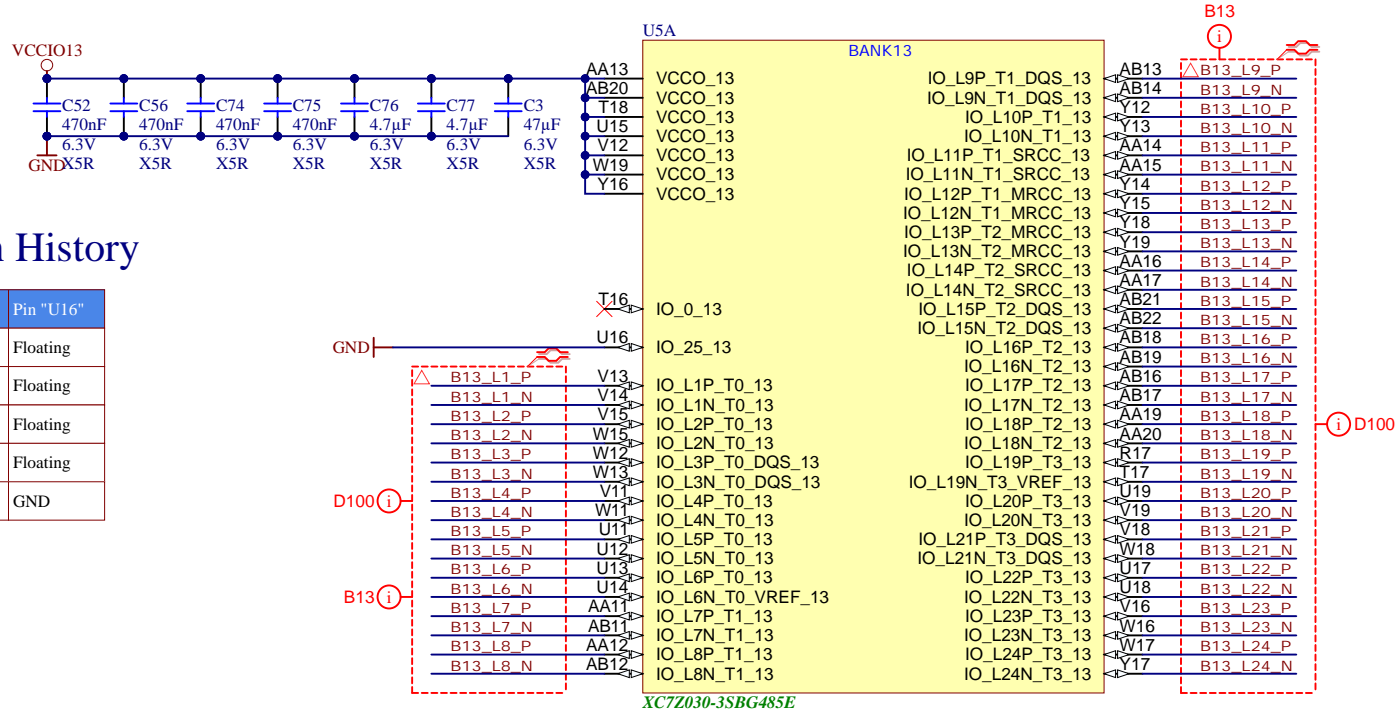 VCCIO13
C52
470nF
6.3V
X5R
C56
470nF
6.3V
X5R
C74
470nF
6.3V
X5R
C75
470nF
6.3V
X5R
C76
4.7µF
6.3V
X5R
C77
4.7µF
6.3V
X5R
C3
47µF
6.3V
X5R
GND
History
Pin "U16"
Floating
Floating
Floating
Floating
GND
U5A
BANK13
AA13 VCCO_13
AB20 VCCO_13
T18 VCCO_13
U15 VCCO_13
V12 VCCO_13
W19 VCCO_13
Y16 VCCO_13
T16 IO_0_13
GND U16 IO_25_13
B13_L1_P V13 IO_L1P_T0_13
B13_L1_N V14 IO_L1N_T0_13
B13_L2_P V15 IO_L2P_T0_13
B13_L2_N W15 IO_L2N_T0_13
B13_L3_P W12 IO_L3P_T0_DQS_13
B13_L3_N W13 IO_L3N_T0_DQS_13
B13_L4_P V11 IO_L4P_T0_13
B13_L4_N W11 IO_L4N_T0_13
B13_L5_P U11 IO_L5P_T0_13
B13_L5_N U12 IO_L5N_T0_13
B13_L6_P U13 IO_L6P_T0_13
B13_L6_N U14 IO_L6N_T0_VREF_13
B13_L7_P AA11 IO_L7P_T1_13
B13_L7_N AB11 IO_L7N_T1_13
B13_L8_P AA12 IO_L8P_T1_13
B13_L8_N AB12 IO_L8N_T1_13
D100 i
B13 i
B13
i
IO_L9P_T1_DQS_13 AB13 B13_L9_P
IO_L9N_T1_DQS_13 AB14 B13_L9_N
IO_L10P_T1_13 Y12 B13_L10_P
IO_L10N_T1_13 Y13 B13_L10_N
IO_L11P_T1_SRCC_13 AA14 B13_L11_P
IO_L11N_T1_SRCC_13 AA15 B13_L11_N
IO_L12P_T1_MRCC_13 Y14 B13_L12_P
IO_L12N_T1_MRCC_13 Y15 B13_L12_N
IO_L13P_T2_MRCC_13 Y18 B13_L13_P
IO_L13N_T2_MRCC_13 Y19 B13_L13_N
IO_L14P_T2_SRCC_13 AA16 B13_L14_P
IO_L14N_T2_SRCC_13 AA17 B13_L14_N
IO_L15P_T2_DQS_13 AB21 B13_L15_P
IO_L15N_T2_DQS_13 AB22 B13_L15_N
IO_L16P_T2_13 AB18 B13_L16_P
IO_L16N_T2_13 AB19 B13_L16_N
IO_L17P_T2_13 AB16 B13_L17_P
IO_L17N_T2_13 AB17 B13_L17_N
IO_L18P_T2_13 AA19 B13_L18_P
IO_L18N_T2_13 AA20 B13_L18_N
IO_L19P_T3_13 R17 B13_L19_P
IO_L19N_T3_VREF_13 T17 B13_L19_N
IO_L20P_T3_13 U19 B13_L20_P
IO_L20N_T3_13 V19 B13_L20_N
IO_L21P_T3_DQS_13 V18 B13_L21_P
IO_L21N_T3_DQS_13 W18 B13_L21_N
IO_L22P_T3_13 U17 B13_L22_P
IO_L22N_T3_13 U18 B13_L22_N
IO_L23P_T3_13 V16 B13_L23_P
IO_L23N_T3_13 W16 B13_L23_N
IO_L24P_T3_13 W17 B13_L24_P
IO_L24N_T3_13 Y17 B13_L24_N
i D100
XC7Z030-3SBG485E